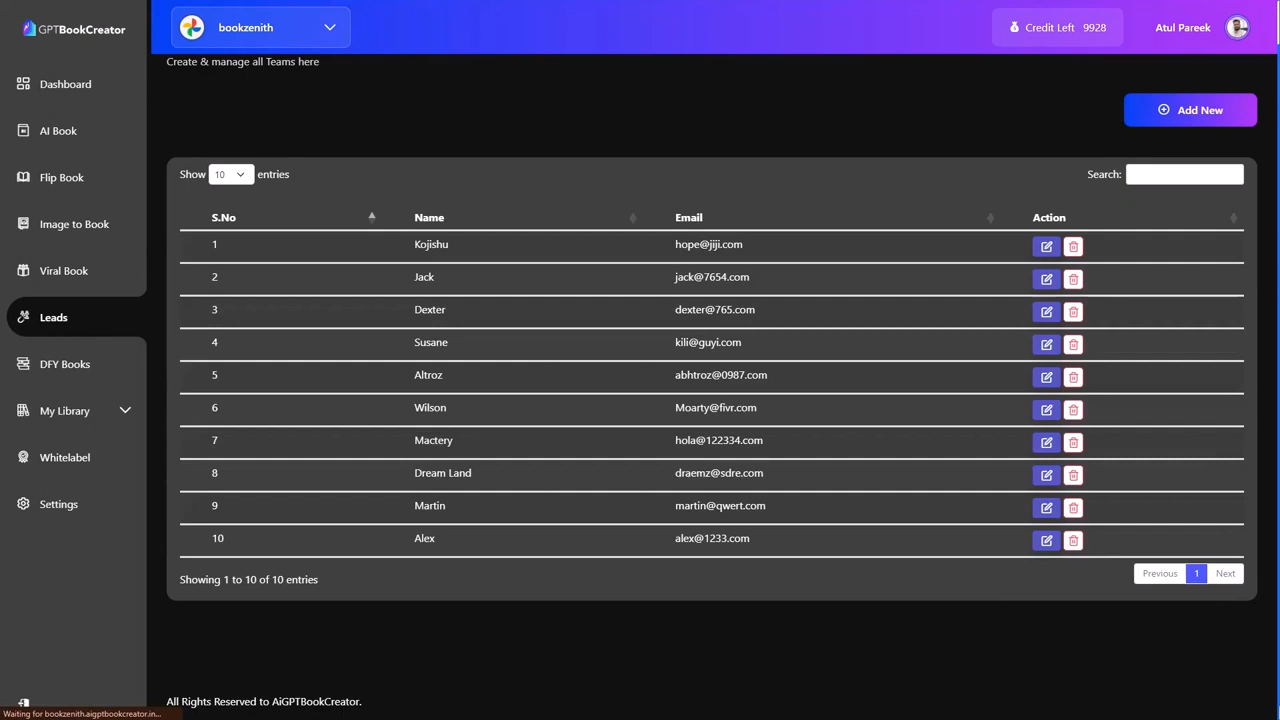 GPTBookCreator
bookzenith
Credit Left 9928
Atul Pareek
Dashboard
AI Book
Flip Book
Image to Book
Viral Book
Leads
DFY Books
My Library
Whitelabel
Settings
Create & manage all Teams here
Add New
Show 10 entries
Search:
S.No Name Email Action
1 Kojishu hope@jiji.com
2 Jack jack@7654.com
3 Dexter dexter@765.com
4 Susane kili@guyi.com
5 Altroz abhtroz@0987.com
6 Wilson Moarty@fivr.com
7 Mactery hola@122334.com
8 Dream Land draemz@sdre.com
9 Martin martin@qwert.com
10 Alex alex@1233.com
Showing 1 to 10 of 10 entries
Previous 1 Next
All Rights Reserved to AiGPTBookCreator.
Waiting for bookzenith.aigptbookcreator.in...